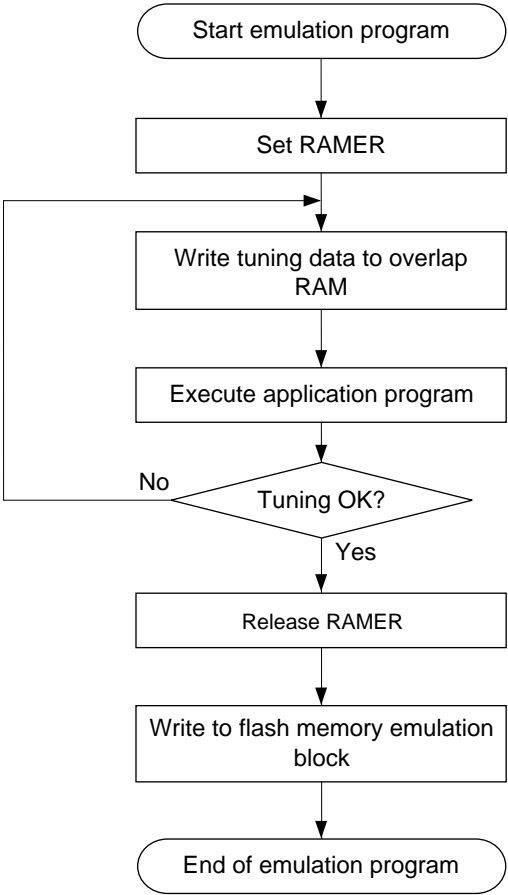 Start emulation program
Set RAMER
Write tuning data to overlap
RAM
Execute application program
No
Tuning OK?
Yes
Release RAMER
Write to flash memory emulation
block
End of emulation program